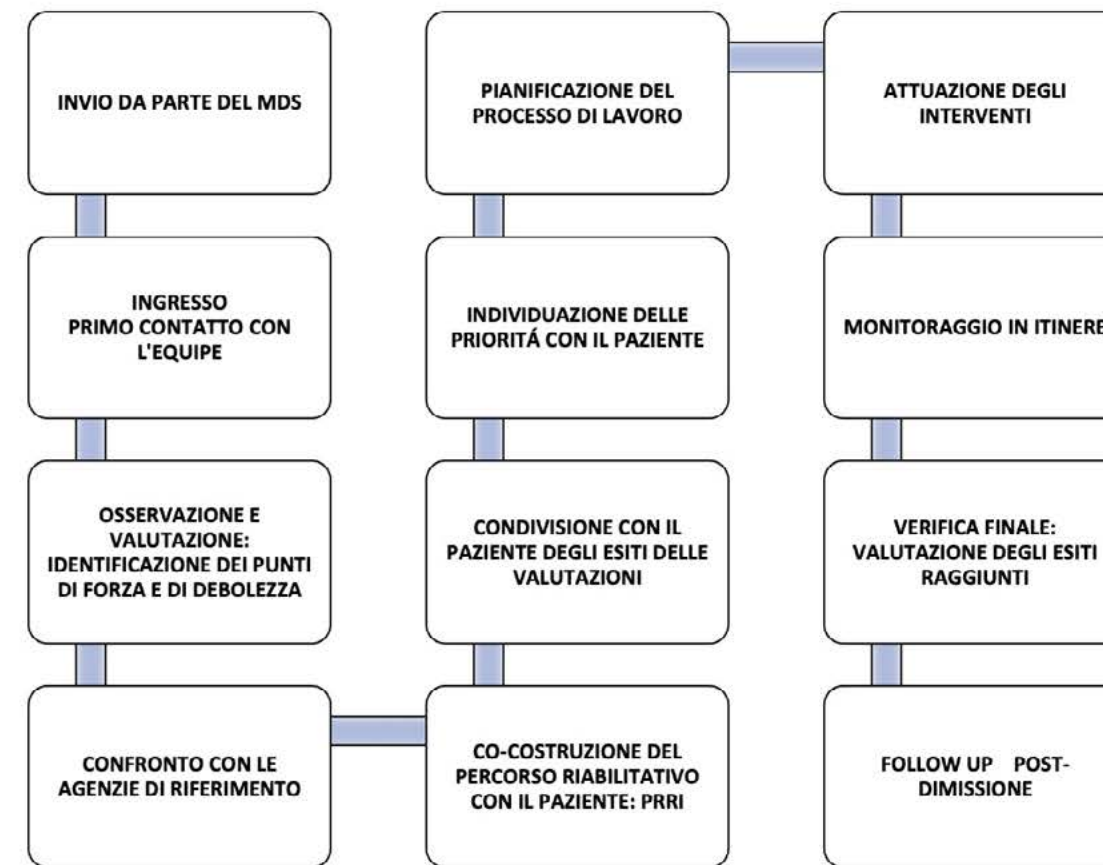 INVIO DA PARTE DEL MDS
INGRESSO
PRIMO CONTATTO CON
L'EQUIPE
OSSERVAZIONE E
VALUTAZIONE:
IDENTIFICAZIONE DEI PUNTI
DI FORZA E DI DEBOLEZZA
CONFRONTO CON LE
AGENZIE DI RIFERIMENTO
CO-COSTRUZIONE DEL
PERCORSO RIABILITATIVO
CON IL PAZIENTE: PRRI
CONDIVISIONE CON IL
PAZIENTE DEGLI ESITI DELLE
VALUTAZIONI
INDIVIDUAZIONE DELLE
PRIORITÁ CON IL PAZIENTE
PIANIFICAZIONE DEL
PROCESSO DI LAVORO
ATTUAZIONE DEGLI
INTERVENTI
MONITORAGGIO IN ITINERE
VERIFICA FINALE:
VALUTAZIONE DEGLI ESITI
RAGGIUNTI
FOLLOW UP POST-
DIMISSIONE